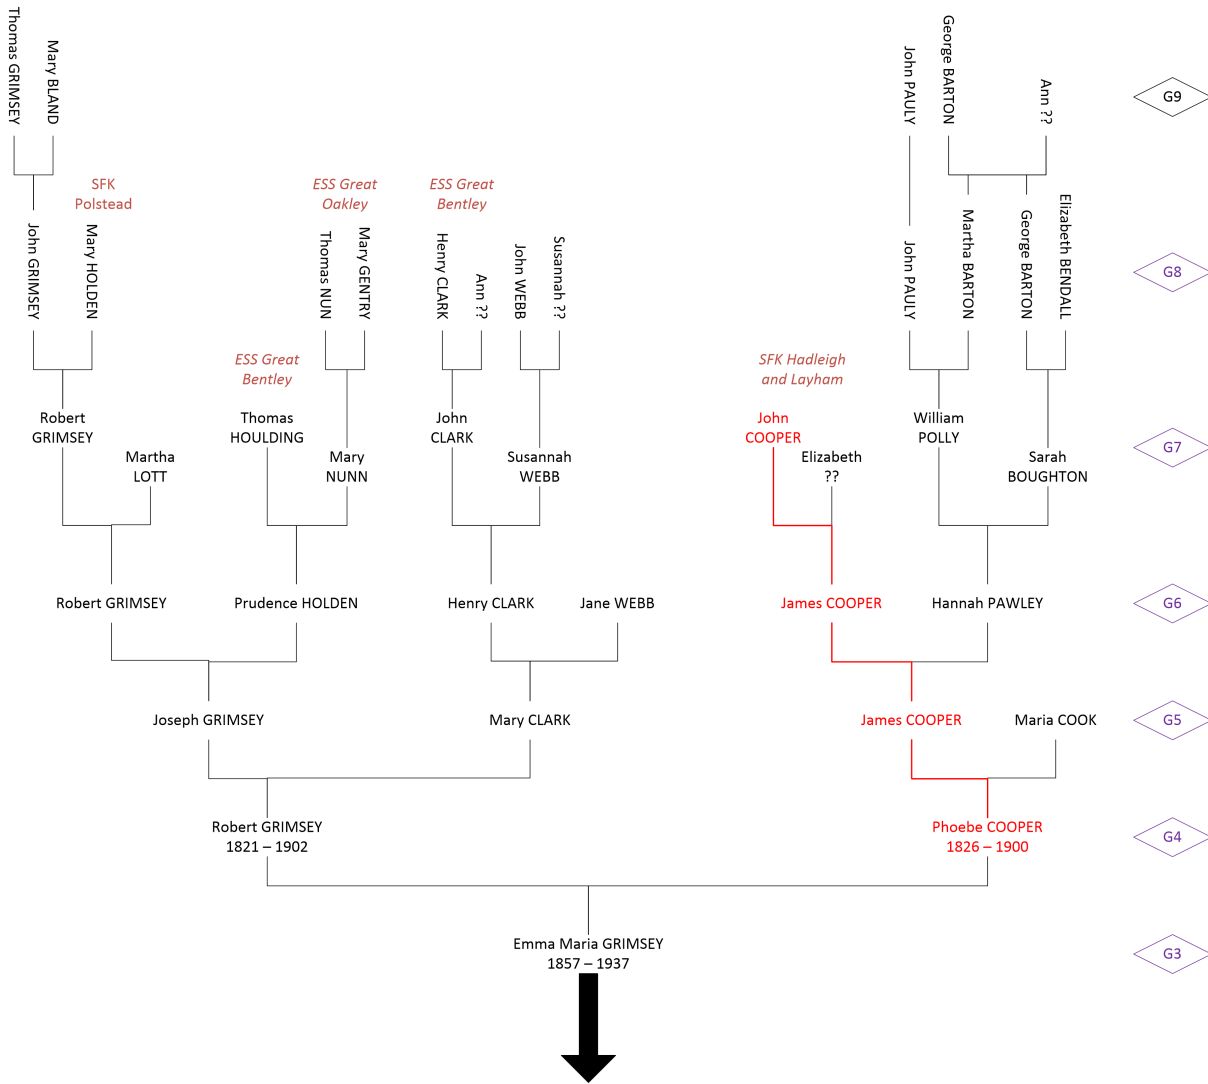 Thomas GRIMSEY
Mary BLAND
John PAULY
George BARTON
Ann ??
G9
SFK
Polstead
ESS Great
Oakley
ESS Great
Bentley
John GRIMSEY
Mary HOLDEN
Thomas NUN
Mary GENTRY
Henry CLARK
Ann ??
John WEBB
Susannah ??
John PAULY
Martha BARTON
George BARTON
Elizabeth BENDALL
G8
ESS Great
Bentley
SFK Hadleigh
and Layham
Robert
GRIMSEY
Martha
LOTT
Thomas
HOULDING
Mary
NUNN
John
CLARK
Susannah
WEBB
John
COOPER
Elizabeth
??
William
POLLY
Sarah
BOUGHTON
G7
Robert GRIMSEY
Prudence HOLDEN
Henry CLARK
Jane WEBB
James COOPER
Hannah PAWLEY
G6
Joseph GRIMSEY
Mary CLARK
James COOPER
Maria COOK
G5
Robert GRIMSEY
1821 – 1902
Phoebe COOPER
1826 – 1900
G4
Emma Maria GRIMSEY
1857 – 1937
G3